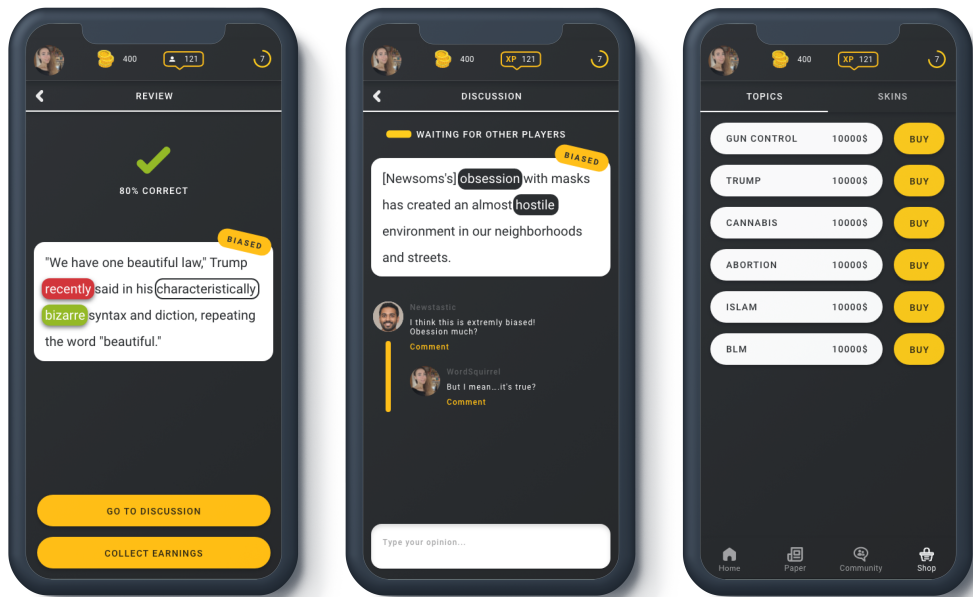 400
121
7
REVIEW
80% CORRECT
BIASED
"We have one beautiful law," Trump
recently said in his characteristically
bizarre syntax and diction, repeating
the word "beautiful."
GO TO DISCUSSION
COLLECT EARNINGS
400
XP 121
7
DISCUSSION
WAITING FOR OTHER PLAYERS
BIASED
[Newsoms's] obsession with masks
has created an almost hostile
environment in our neighborhoods
and streets.
Newstastic
I think this is extremly biased!
Obession much?
Comment
WordSquirrel
But I mean...it's true?
Comment
Type your opinion...
400
XP 121
7
TOPICS SKINS
GUN CONTROL 10000$ BUY
TRUMP 10000$ BUY
CANNABIS 10000$ BUY
ABORTION 10000$ BUY
ISLAM 10000$ BUY
BLM 10000$ BUY
Home Paper Community Shop